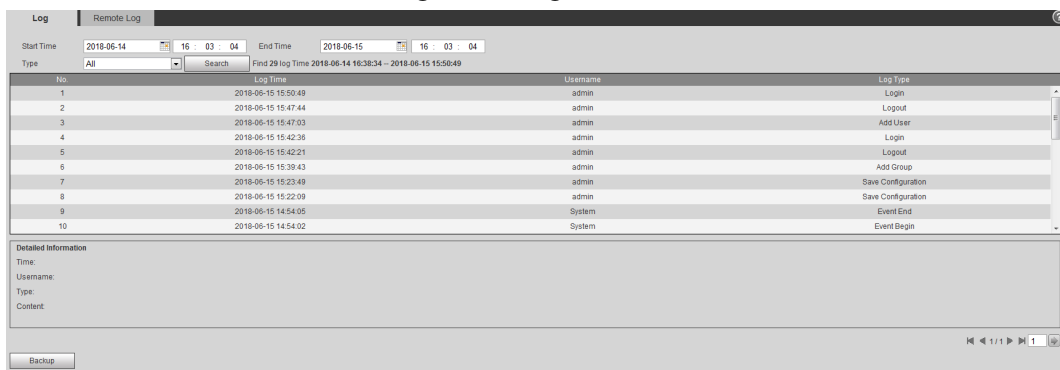 Log Remote Log
Start Time 2018-06-14 16 : 03 : 04 End Time 2018-06-15 16 : 03 : 04
Type All Search Find 29 log Time 2018-06-14 16:38:34 -- 2018-06-15 15:50:49
No. Log Time Username Log Type
1 2018-06-15 15:50:49 admin Login
2 2018-06-15 15:47:44 admin Logout
3 2018-06-15 15:47:03 admin Add User
4 2018-06-15 15:42:36 admin Login
5 2018-06-15 15:42:21 admin Logout
6 2018-06-15 15:39:43 admin Add Group
7 2018-06-15 15:23:49 admin Save Configuration
8 2018-06-15 15:22:09 admin Save Configuration
9 2018-06-15 14:54:05 System Event End
10 2018-06-15 14:54:02 System Event Begin
Detailed Information
Time:
Username:
Type:
Content:
1/1 1
Backup